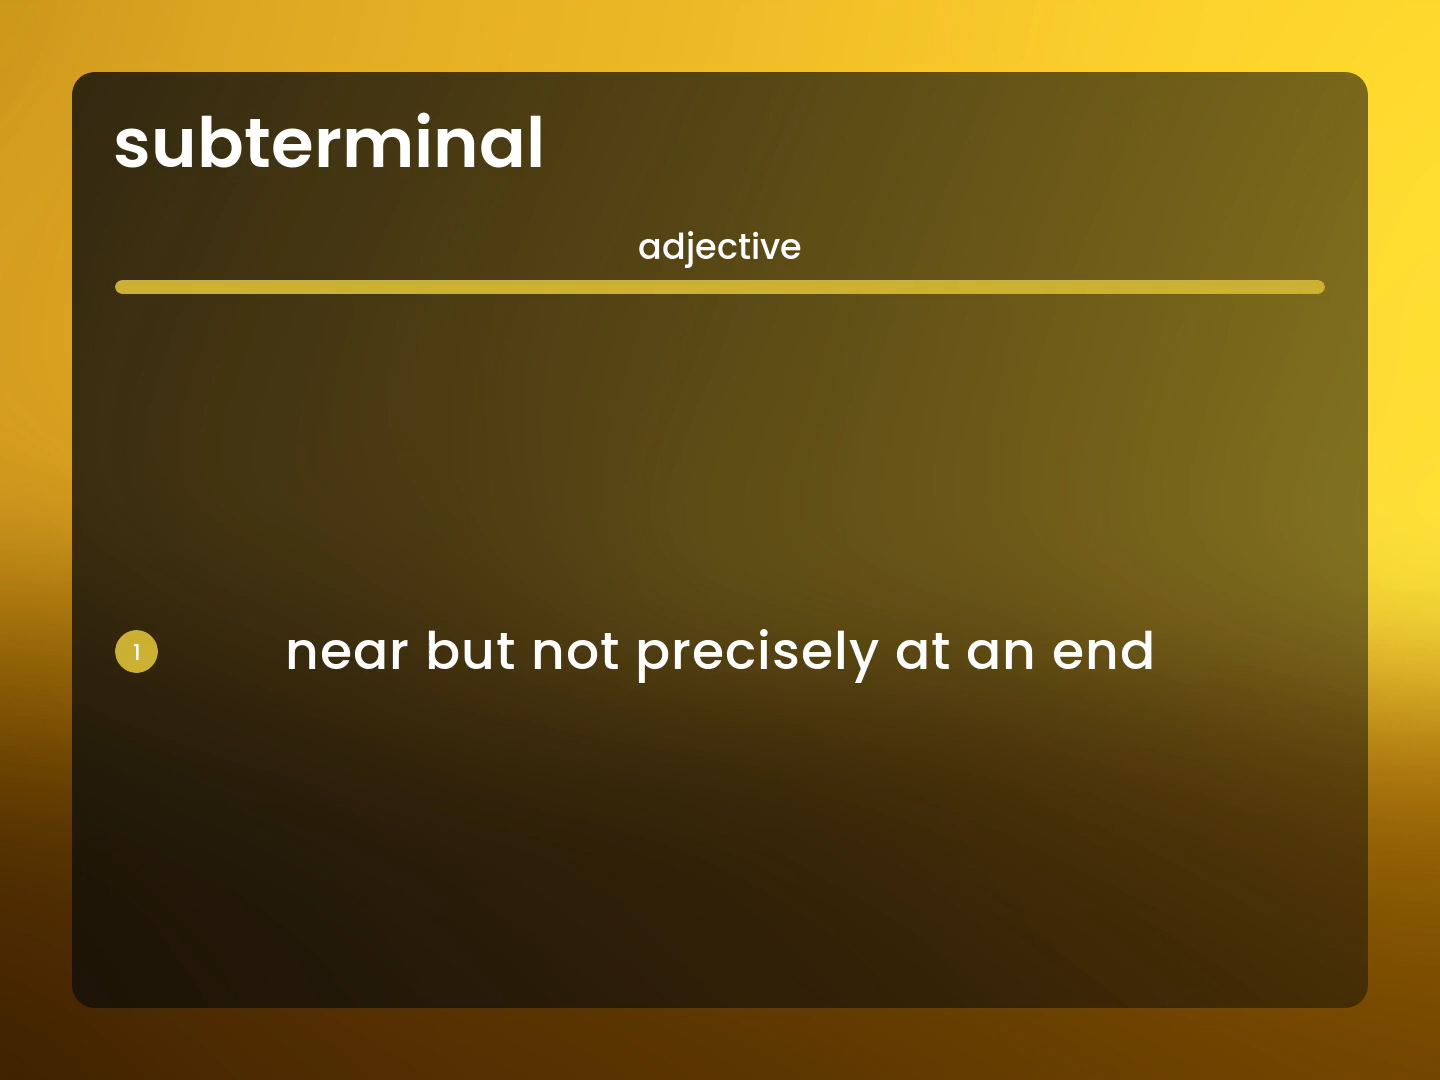 subterminal
adjective
1 near but not precisely at an end